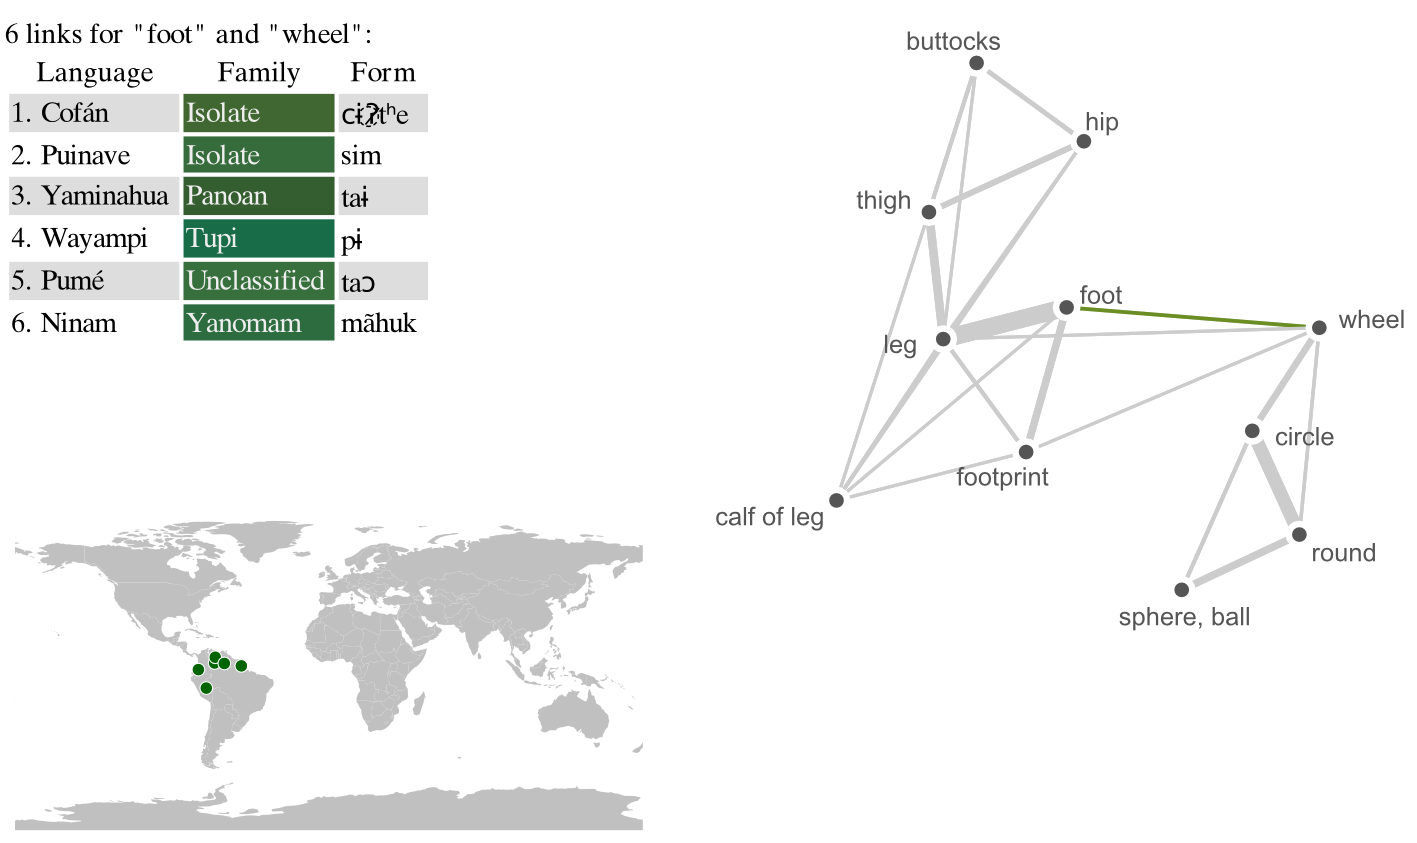 6 links for "foot" and "wheel":
Language Family Form
1. Cofán Isolate
2. Puinave Isolate sim
3. Yaminahua Panoan taɨ
4. Wayampi Tupi pɨ
5. Pumé Unclassified taɔ
6. Ninam Yanomam mãhuk
buttocks
hip
thigh
foot
wheel
leg
circle
footprint
calf of leg
round
sphere, ball